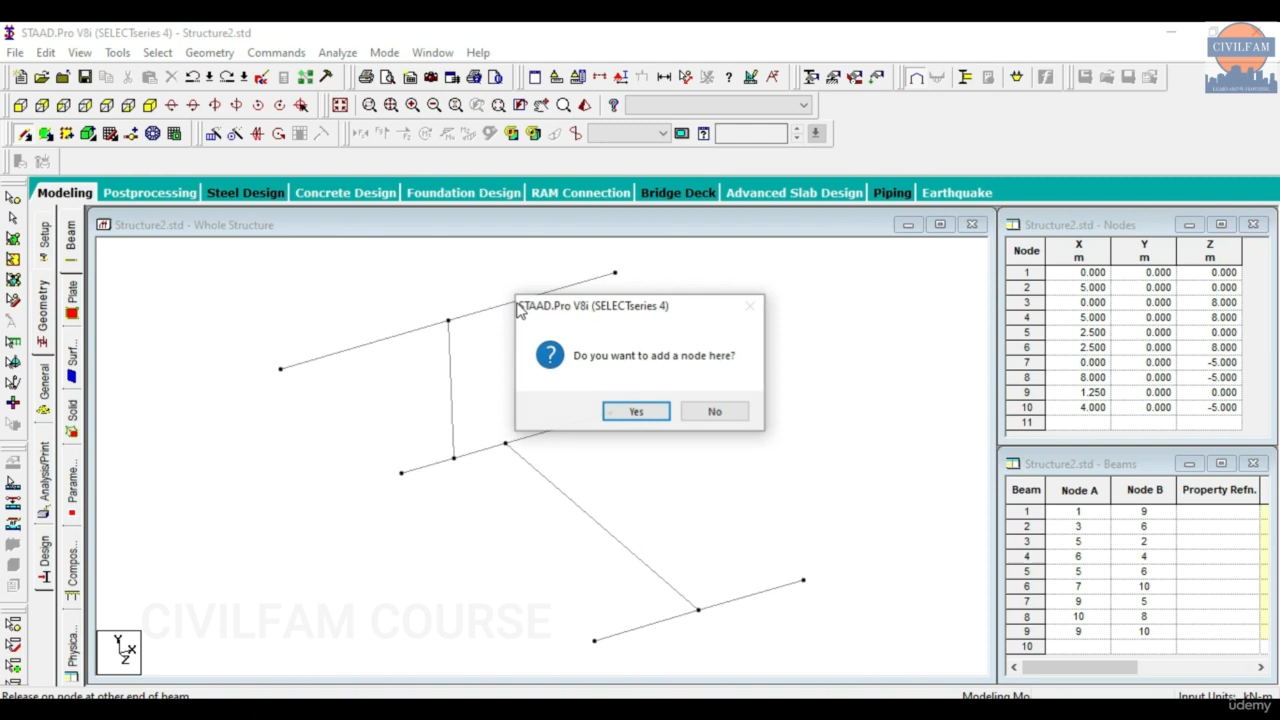 STAAD.Pro V8i (SELECTseries 4) - Structure2.std
CIVILFAM
File Edit View Tools Select Geometry Commands Analyze Mode Window Help
Modeling Postprocessing Steel Design Concrete Design Foundation Design RAM Connection Bridge Deck Advanced Slab Design Piping Earthquake
Setup
Geometry
General
Analysis/Print
Design
Beam
Plate
Surf...
Solid
Parame...
Compos...
Physica...
Structure2.std - Whole Structure
STAAD.Pro V8i (SELECTseries 4)
Do you want to add a node here?
Yes No
CIVILFAM COURSE
Y
X
Z
Structure2.std - Nodes
Node X m Y m Z m
1 0.000 0.000 0.000
2 5.000 0.000 0.000
3 0.000 0.000 8.000
4 5.000 0.000 8.000
5 2.500 0.000 0.000
6 2.500 0.000 8.000
7 0.000 0.000 -5.000
8 8.000 0.000 -5.000
9 1.250 0.000 0.000
10 4.000 0.000 -5.000
11
Structure2.std - Beams
Beam Node A Node B Property Refn.
1 1 9
2 3 6
3 5 2
4 6 4
5 5 6
6 7 10
7 9 5
8 10 8
9 9 10
10
Release on node at other end of beam
Modeling Mo Input Units: kN-m
udemy